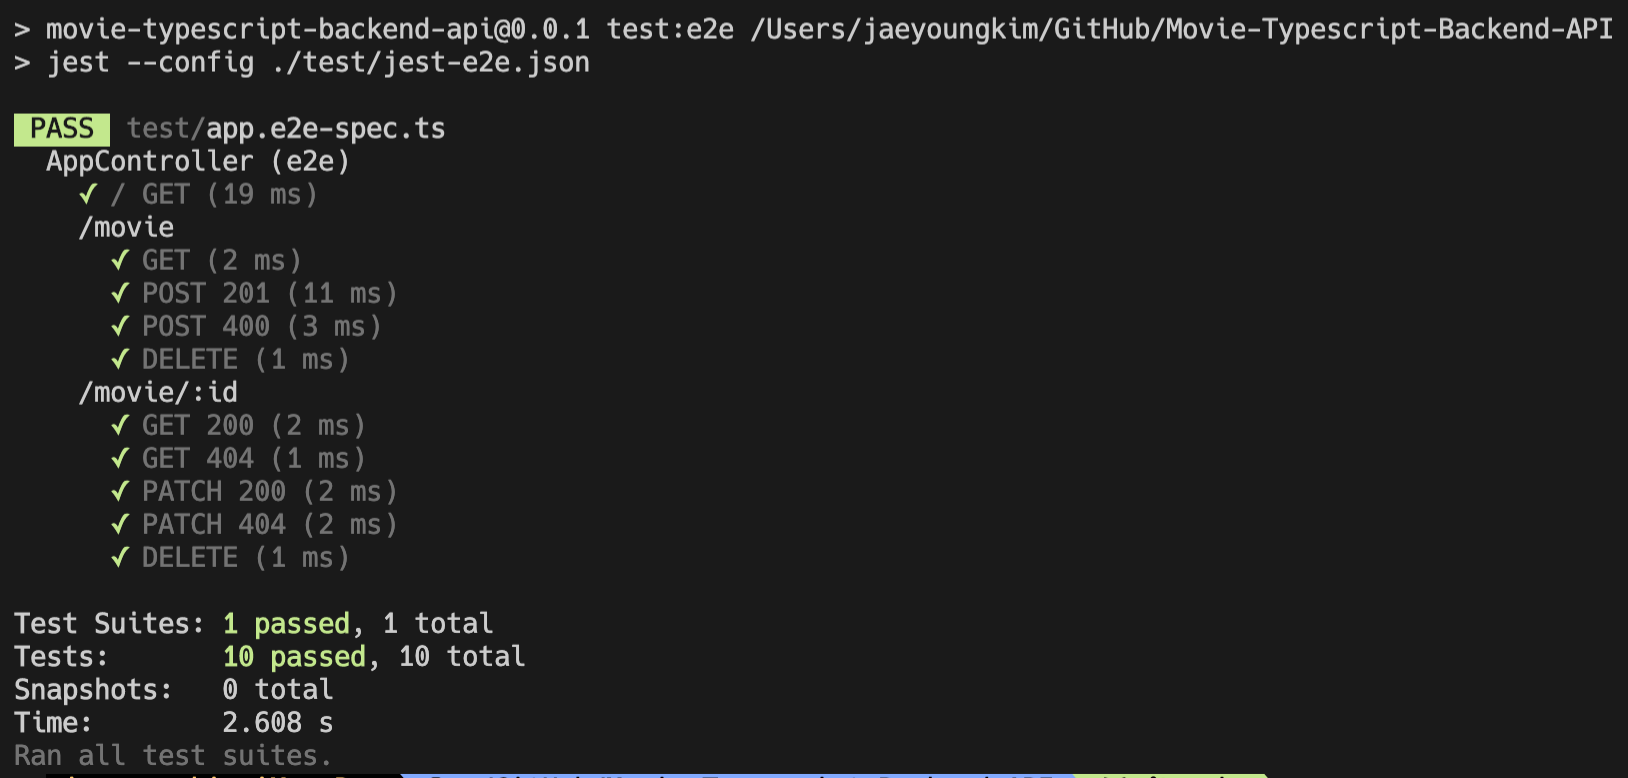 > movie-typescript-backend-api@0.0.1 test:e2e /Users/jaeyoungkim/GitHub/Movie-Typescript-Backend-API
> jest --config ./test/jest-e2e.json
PASS test/app.e2e-spec.ts
AppController (e2e)
✓ / GET (19 ms)
/movie
✓ GET (2 ms)
✓ POST 201 (11 ms)
✓ POST 400 (3 ms)
✓ DELETE (1 ms)
/movie/:id
✓ GET 200 (2 ms)
✓ GET 404 (1 ms)
✓ PATCH 200 (2 ms)
✓ PATCH 404 (2 ms)
✓ DELETE (1 ms)
Test Suites: 1 passed, 1 total
Tests: 10 passed, 10 total
Snapshots: 0 total
Time: 2.608 s
Ran all test suites.